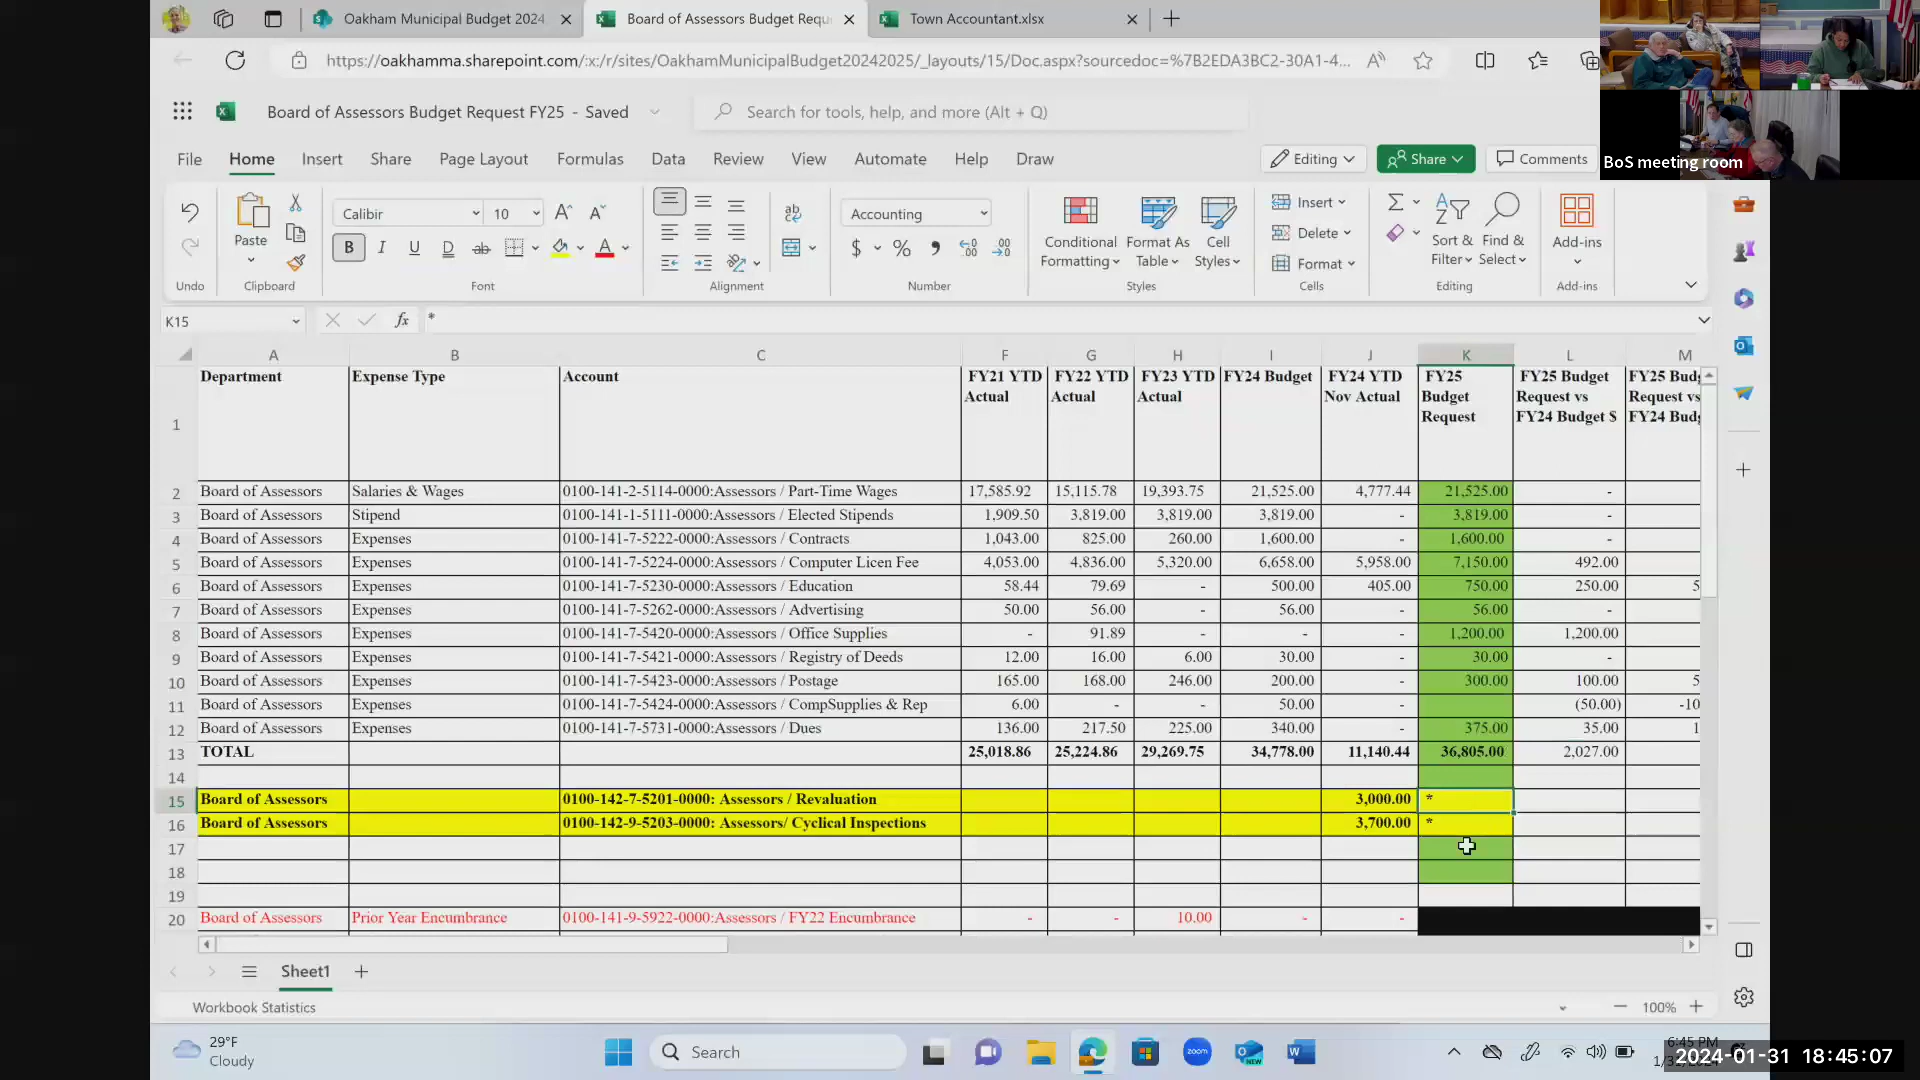 Oakham Municipal Budget 2024
Board of Assessors Budget Requ
Town Accountant.xlsx
https://oakhamma.sharepoint.com/:x:/r/sites/OakhamMunicipalBudget20242025/_layouts/15/Doc.aspx?sourcedoc=%7B2EDA3BC2-30A1-4...
Board of Assessors Budget Request FY25 - Saved
Search for tools, help, and more (Alt + Q)
BoS meeting room
File Home Insert Share Page Layout Formulas Data Review View Automate Help Draw Editing Share Comments
Calibri 10 Accounting
Paste
B I U D ab
$ % 9
Conditional Formatting Format As Table Cell Styles
Insert
Delete
Format
Sort & Filter Find & Select
Add-ins
Undo Clipboard Font Alignment Number Styles Cells Editing Add-ins
K15 fx *
A B C F G H I J K L M
1 Department Expense Type Account FY21 YTD Actual FY22 YTD Actual FY23 YTD Actual FY24 Budget FY24 YTD Nov Actual FY25 Budget Request FY25 Budget Request vs FY24 Budget $ FY25 Budg Request vs FY24 Budg
2 Board of Assessors Salaries & Wages 0100-141-2-5114-0000:Assessors / Part-Time Wages 17,585.92 15,115.78 19,393.75 21,525.00 4,777.44 21,525.00 -
3 Board of Assessors Stipend 0100-141-1-5111-0000:Assessors / Elected Stipends 1,909.50 3,819.00 3,819.00 3,819.00 - 3,819.00 -
4 Board of Assessors Expenses 0100-141-7-5222-0000:Assessors / Contracts 1,043.00 825.00 260.00 1,600.00 - 1,600.00 -
5 Board of Assessors Expenses 0100-141-7-5224-0000:Assessors / Computer Licen Fee 4,053.00 4,836.00 5,320.00 6,658.00 5,958.00 7,150.00 492.00
6 Board of Assessors Expenses 0100-141-7-5230-0000:Assessors / Education 58.44 79.69 - 500.00 405.00 750.00 250.00 5
7 Board of Assessors Expenses 0100-141-7-5262-0000:Assessors / Advertising 50.00 56.00 - 56.00 - 56.00 -
8 Board of Assessors Expenses 0100-141-7-5420-0000:Assessors / Office Supplies - 91.89 - - - 1,200.00 1,200.00
9 Board of Assessors Expenses 0100-141-7-5421-0000:Assessors / Registry of Deeds 12.00 16.00 6.00 30.00 - 30.00 -
10 Board of Assessors Expenses 0100-141-7-5423-0000:Assessors / Postage 165.00 168.00 246.00 200.00 - 300.00 100.00 5
11 Board of Assessors Expenses 0100-141-7-5424-0000:Assessors / CompSupplies & Rep 6.00 - - 50.00 - (50.00) -10
12 Board of Assessors Expenses 0100-141-7-5731-0000:Assessors / Dues 136.00 217.50 225.00 340.00 - 375.00 35.00 1
13 TOTAL 25,018.86 25,224.86 29,269.75 34,778.00 11,140.44 36,805.00 2,027.00
14
15 Board of Assessors 0100-142-7-5201-0000: Assessors / Revaluation 3,000.00 *
16 Board of Assessors 0100-142-9-5203-0000: Assessors/ Cyclical Inspections 3,700.00 *
17
18
19
20 Board of Assessors Prior Year Encumbrance 0100-141-9-5922-0000:Assessors / FY22 Encumbrance - - 10.00 - -
Sheet1
Workbook Statistics 100%
29°F
Cloudy
Search
zoom
NEW
6:45 PM
2024-01-31 18:45:07